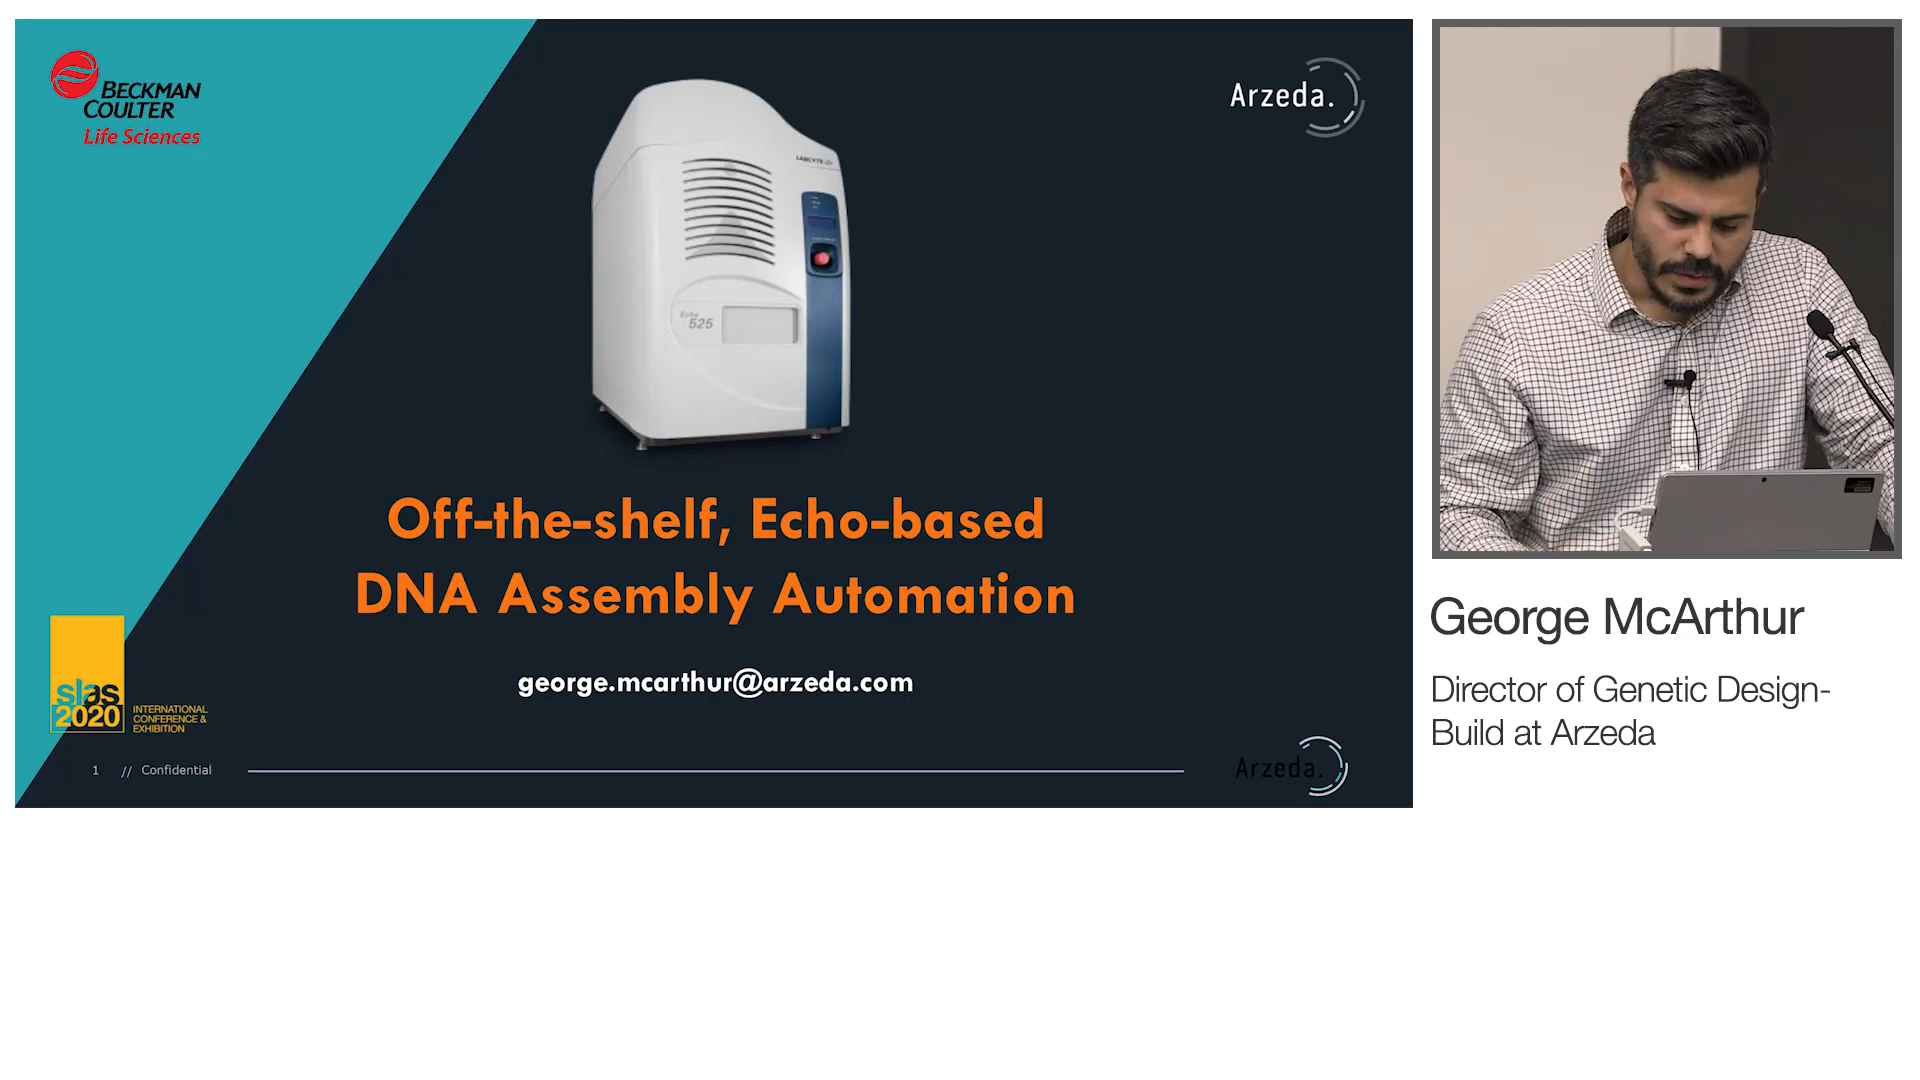 BECKMAN
COULTER
Life Sciences
Arzeda.
Echo
525
Off-the-shelf, Echo-based
DNA Assembly Automation
george.mcarthur@arzeda.com
slas
2020
INTERNATIONAL
CONFERENCE &
EXHIBITION
1 // Confidential
Arzeda.
George McArthur
Director of Genetic Design-
Build at Arzeda